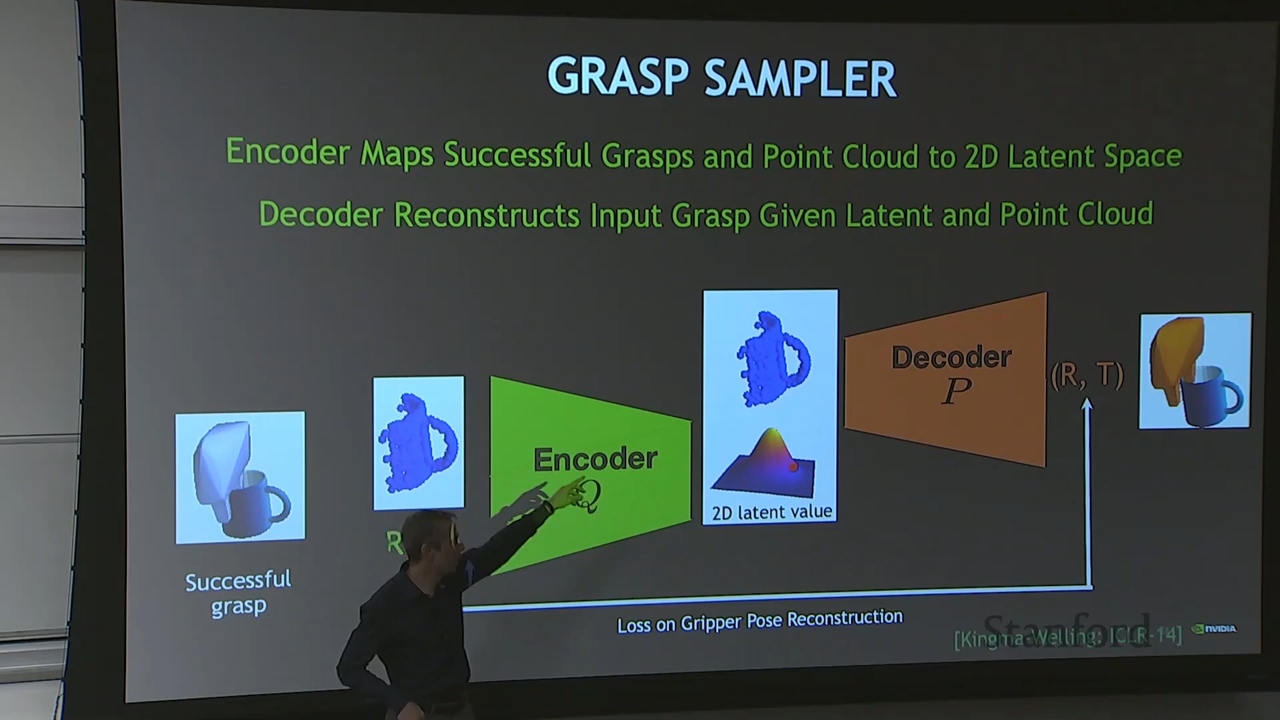 GRASP SAMPLER
Encoder Maps Successful Grasps and Point Cloud to 2D Latent Space
Decoder Reconstructs Input Grasp Given Latent and Point Cloud
Encoder
Q
Decoder
P
(R, T)
2D latent value
R
Successful
grasp
Loss on Gripper Pose Reconstruction
Stanford
[Kingma-Welling: ICLR-14]
NVIDIA